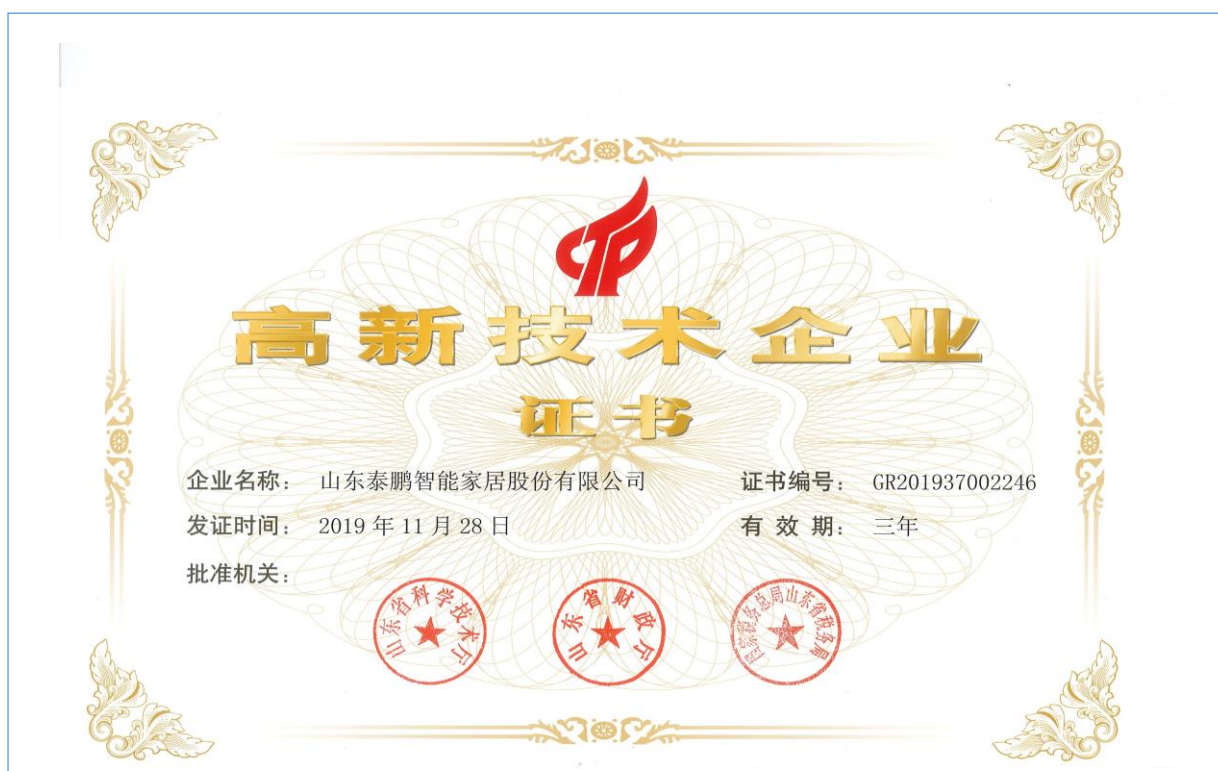 高新技术企业
证书
企业名称： 山东泰鹏智能家居股份有限公司 证书编号： GR201937002246
发证时间： 2019 年 11 月 28 日 有 效 期： 三年
批准机关：
山东省科学技术厅
山东省财政厅
国家税务总局山东省税务局